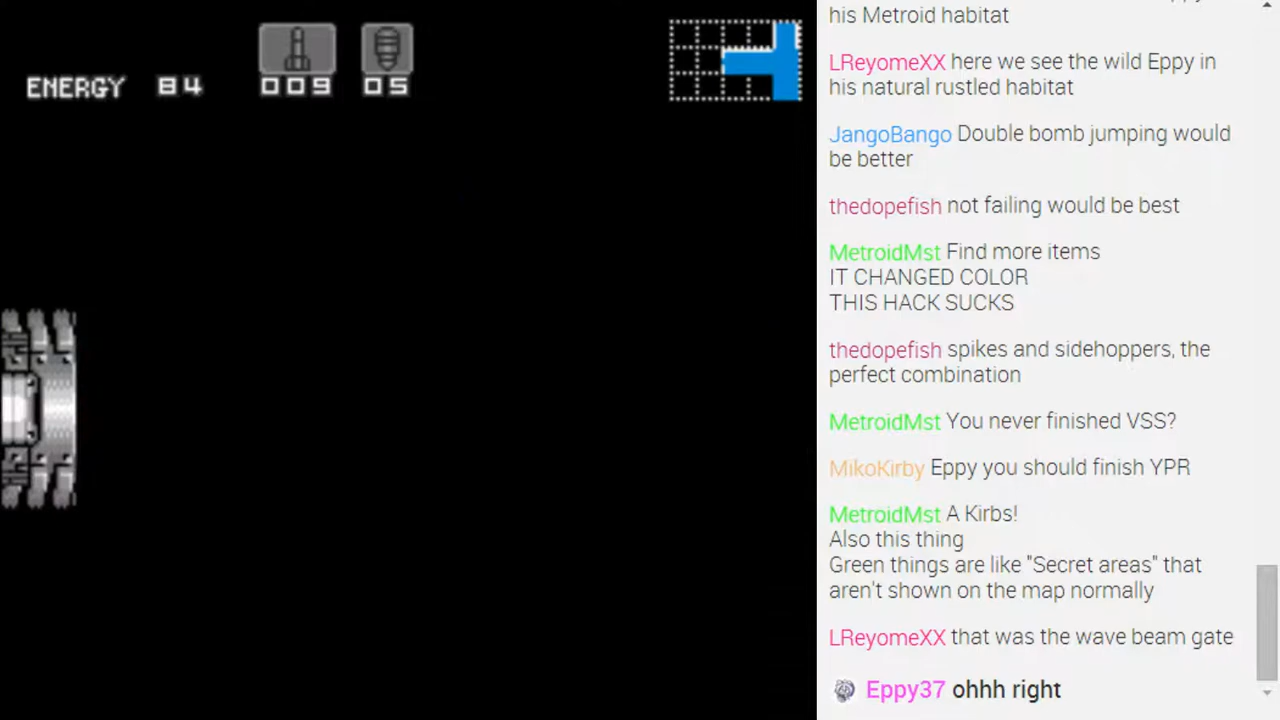 ENERGY 84 009 05
his Metroid habitat
LReyomeXX here we see the wild Eppy in
his natural rustled habitat
JangoBango Double bomb jumping would
be better
thedopefish not failing would be best
MetroidMst Find more items
IT CHANGED COLOR
THIS HACK SUCKS
thedopefish spikes and sidehoppers, the
perfect combination
MetroidMst You never finished VSS?
MikoKirby Eppy you should finish YPR
MetroidMst A Kirbs!
Also this thing
Green things are like "Secret areas" that
aren't shown on the map normally
LReyomeXX that was the wave beam gate
Eppy37 ohhh right